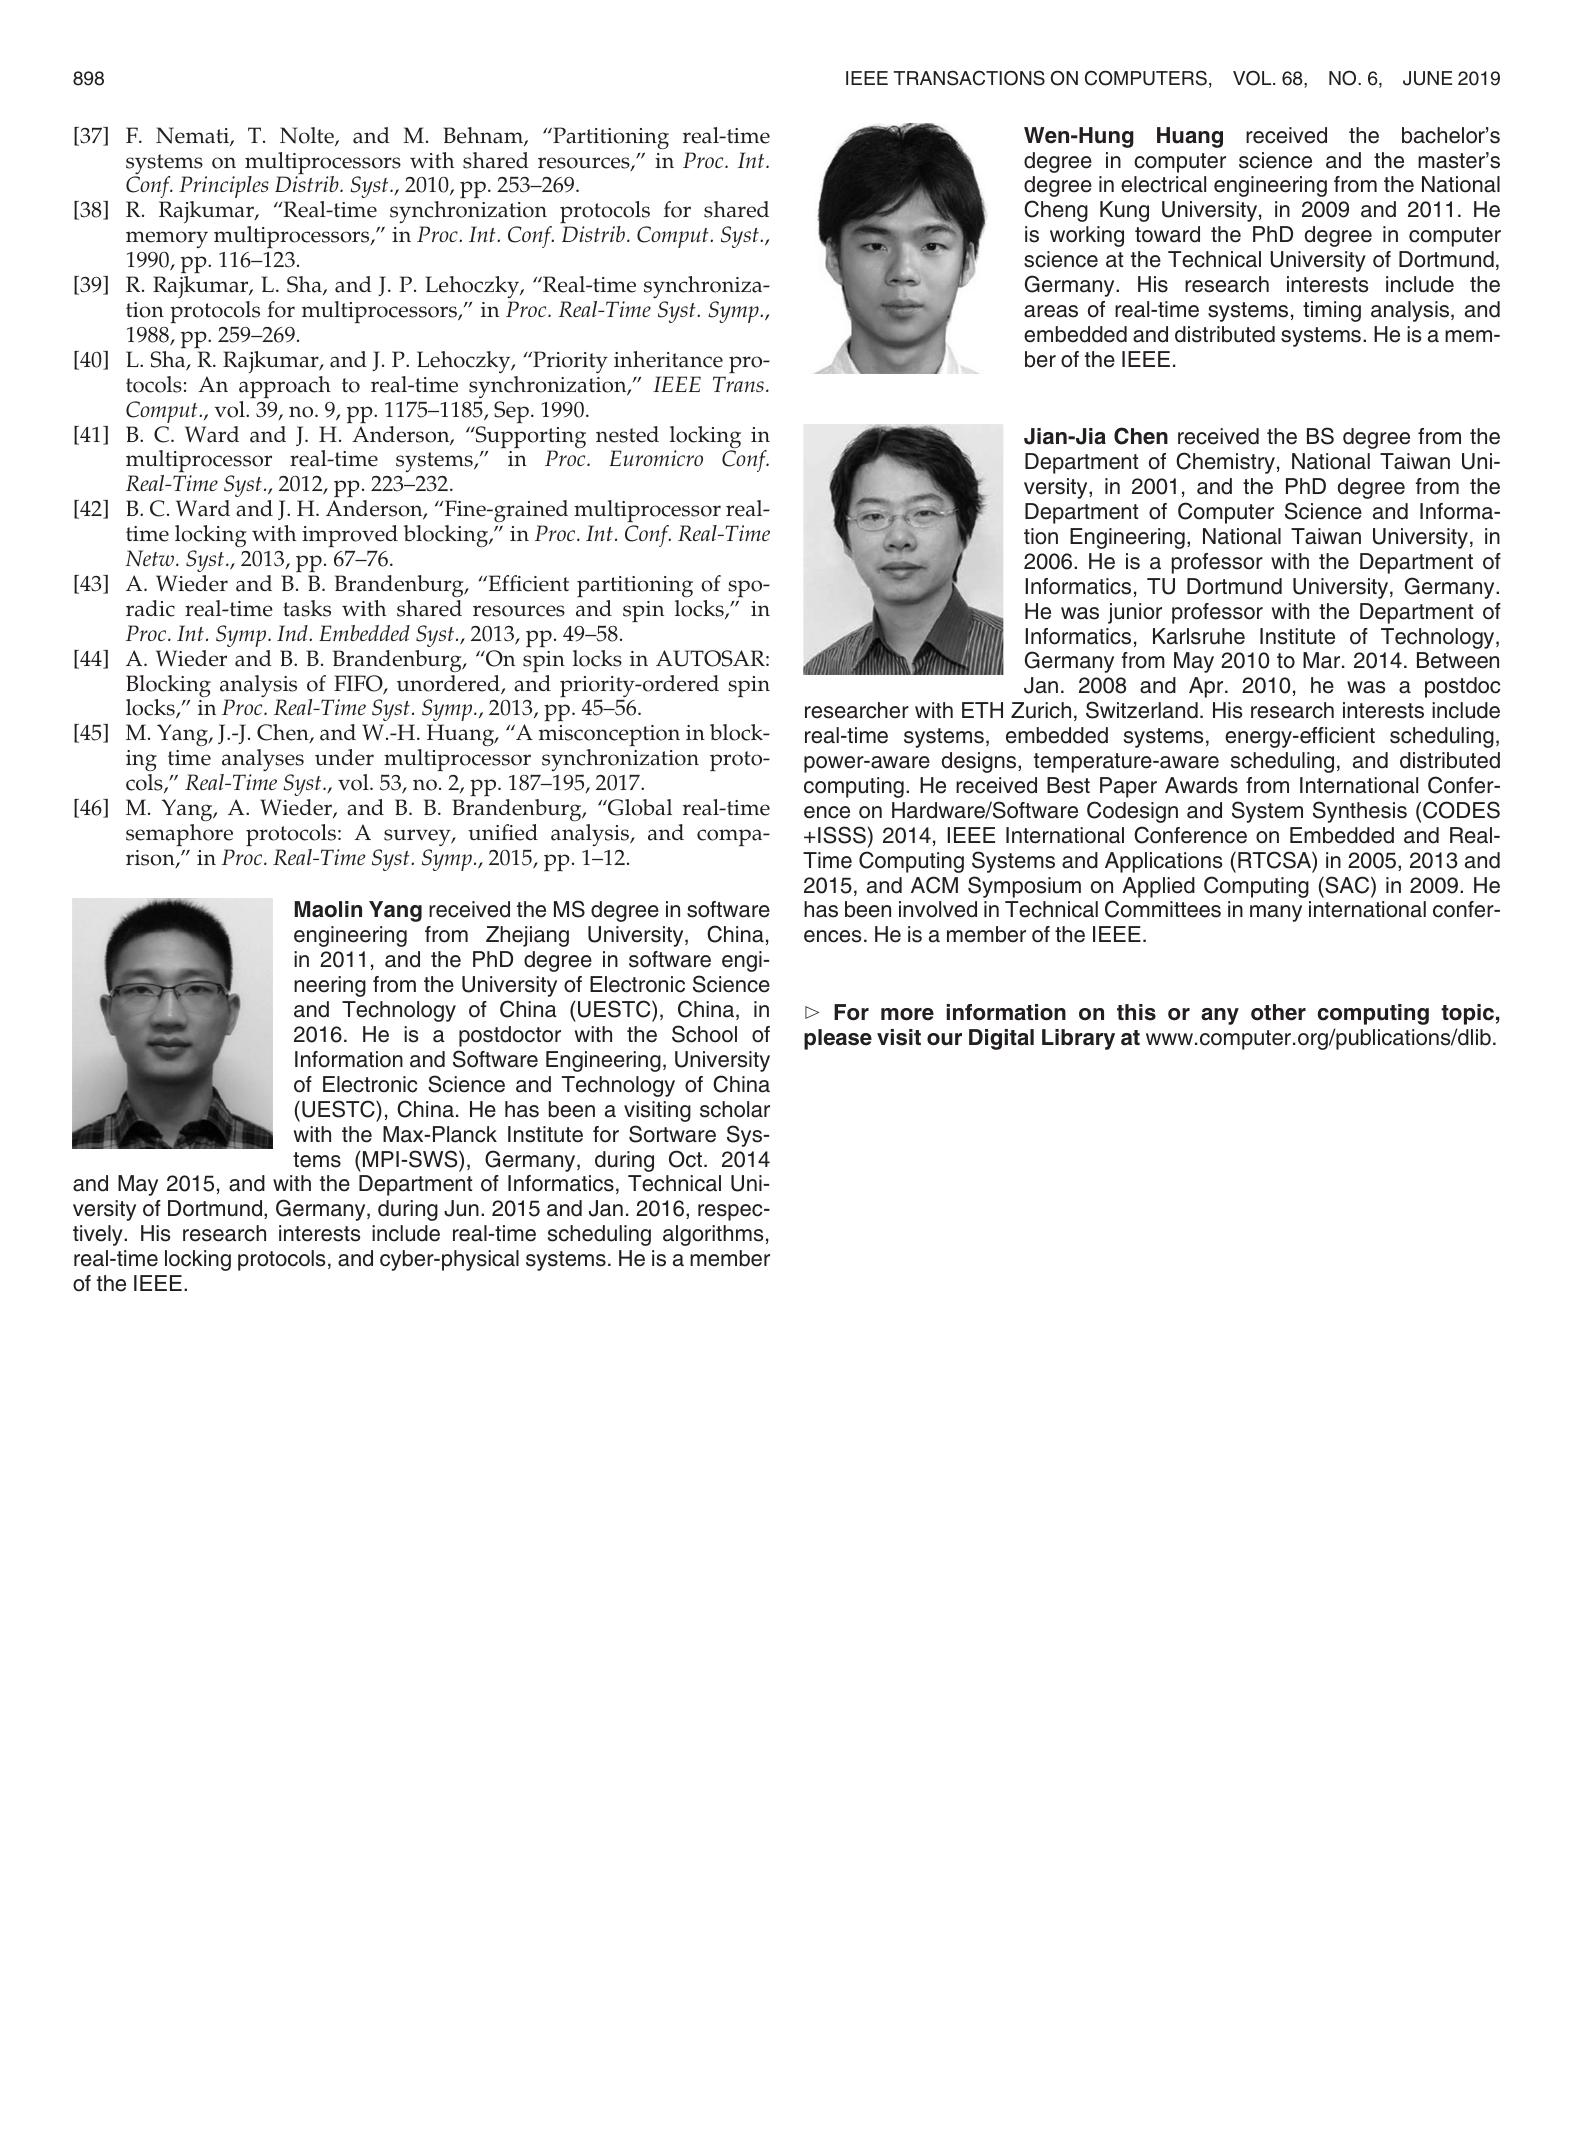 898
IEEE TRANSACTIONS ON COMPUTERS, VOL. 68, NO. 6, JUNE 2019
[37] F. Nemati, T. Nolte, and M. Behnam, “Partitioning real-time
systems on multiprocessors with shared resources,” in Proc. Int.
Conf. Principles Distrib. Syst., 2010, pp. 253–269.
[38] R. Rajkumar, “Real-time synchronization protocols for shared
memory multiprocessors,” in Proc. Int. Conf. Distrib. Comput. Syst.,
1990, pp. 116–123.
[39] R. Rajkumar, L. Sha, and J. P. Lehoczky, “Real-time synchroniza-
tion protocols for multiprocessors,” in Proc. Real-Time Syst. Symp.,
1988, pp. 259–269.
[40] L. Sha, R. Rajkumar, and J. P. Lehoczky, “Priority inheritance pro-
tocols: An approach to real-time synchronization,” IEEE Trans.
Comput., vol. 39, no. 9, pp. 1175–1185, Sep. 1990.
[41] B. C. Ward and J. H. Anderson, “Supporting nested locking in
multiprocessor real-time systems,” in Proc. Euromicro Conf.
Real-Time Syst., 2012, pp. 223–232.
[42] B. C. Ward and J. H. Anderson, “Fine-grained multiprocessor real-
time locking with improved blocking,” in Proc. Int. Conf. Real-Time
Netw. Syst., 2013, pp. 67–76.
[43] A. Wieder and B. B. Brandenburg, “Efficient partitioning of spo-
radic real-time tasks with shared resources and spin locks,” in
Proc. Int. Symp. Ind. Embedded Syst., 2013, pp. 49–58.
[44] A. Wieder and B. B. Brandenburg, “On spin locks in AUTOSAR:
Blocking analysis of FIFO, unordered, and priority-ordered spin
locks,” in Proc. Real-Time Syst. Symp., 2013, pp. 45–56.
[45] M. Yang, J.-J. Chen, and W.-H. Huang, “A misconception in block-
ing time analyses under multiprocessor synchronization proto-
cols,” Real-Time Syst., vol. 53, no. 2, pp. 187–195, 2017.
[46] M. Yang, A. Wieder, and B. B. Brandenburg, “Global real-time
semaphore protocols: A survey, unified analysis, and compa-
rison,” in Proc. Real-Time Syst. Symp., 2015, pp. 1–12.
Maolin Yang received the MS degree in software
engineering from Zhejiang University, China,
in 2011, and the PhD degree in software engi-
neering from the University of Electronic Science
and Technology of China (UESTC), China, in
2016. He is a postdoctor with the School of
Information and Software Engineering, University
of Electronic Science and Technology of China
(UESTC), China. He has been a visiting scholar
with the Max-Planck Institute for Sortware Sys-
tems (MPI-SWS), Germany, during Oct. 2014
and May 2015, and with the Department of Informatics, Technical Uni-
versity of Dortmund, Germany, during Jun. 2015 and Jan. 2016, respec-
tively. His research interests include real-time scheduling algorithms,
real-time locking protocols, and cyber-physical systems. He is a member
of the IEEE.
Wen-Hung Huang received the bachelor’s
degree in computer science and the master’s
degree in electrical engineering from the National
Cheng Kung University, in 2009 and 2011. He
is working toward the PhD degree in computer
science at the Technical University of Dortmund,
Germany. His research interests include the
areas of real-time systems, timing analysis, and
embedded and distributed systems. He is a mem-
ber of the IEEE.
Jian-Jia Chen received the BS degree from the
Department of Chemistry, National Taiwan Uni-
versity, in 2001, and the PhD degree from the
Department of Computer Science and Informa-
tion Engineering, National Taiwan University, in
2006. He is a professor with the Department of
Informatics, TU Dortmund University, Germany.
He was junior professor with the Department of
Informatics, Karlsruhe Institute of Technology,
Germany from May 2010 to Mar. 2014. Between
Jan. 2008 and Apr. 2010, he was a postdoc
researcher with ETH Zurich, Switzerland. His research interests include
real-time systems, embedded systems, energy-efficient scheduling,
power-aware designs, temperature-aware scheduling, and distributed
computing. He received Best Paper Awards from International Confer-
ence on Hardware/Software Codesign and System Synthesis (CODES
+ISSS) 2014, IEEE International Conference on Embedded and Real-
Time Computing Systems and Applications (RTCSA) in 2005, 2013 and
2015, and ACM Symposium on Applied Computing (SAC) in 2009. He
has been involved in Technical Committees in many international confer-
ences. He is a member of the IEEE.
▷ For more information on this or any other computing topic,
please visit our Digital Library at www.computer.org/publications/dlib.